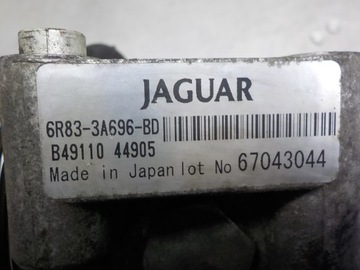 JAGUAR
6R83-3A696-BD
B49110 44905
Made in Japan lot No 67043044